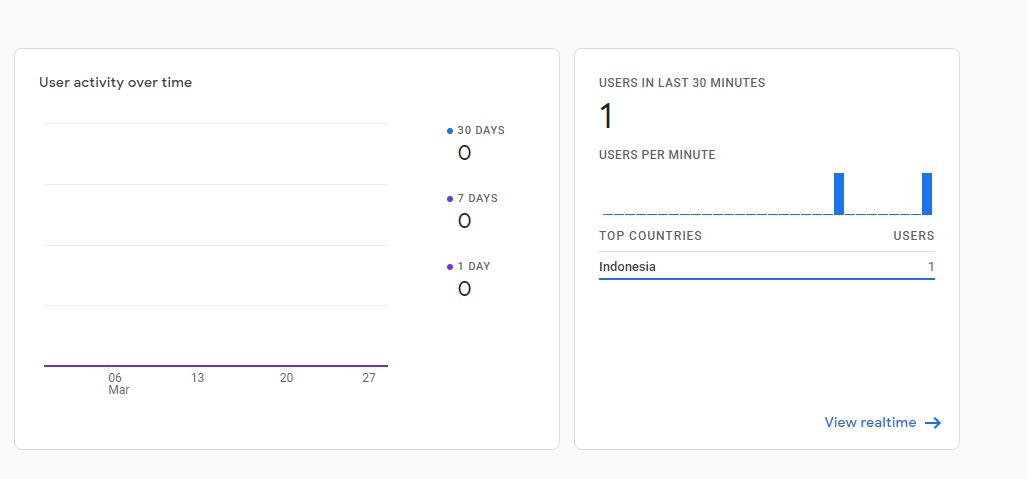 User activity over time
30 DAYS
0
7 DAYS
0
1 DAY
0
06
Mar
13
20
27
USERS IN LAST 30 MINUTES
1
USERS PER MINUTE
TOP COUNTRIES USERS
Indonesia 1
View realtime